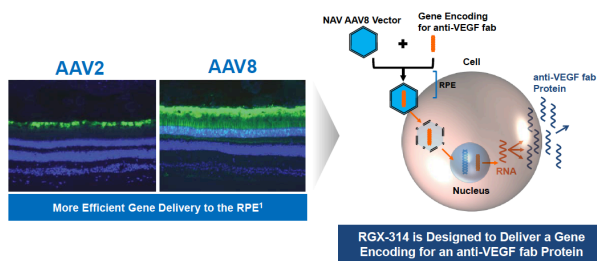 AAV2
AAV8
More Efficient Gene Delivery to the RPE1
NAV AAV8 Vector
Gene Encoding
for anti-VEGF fab
+
Cell
RPE
anti-VEGF fab
Protein
RNA
Nucleus
RGX-314 is Designed to Deliver a Gene
Encoding for an anti-VEGF fab Protein